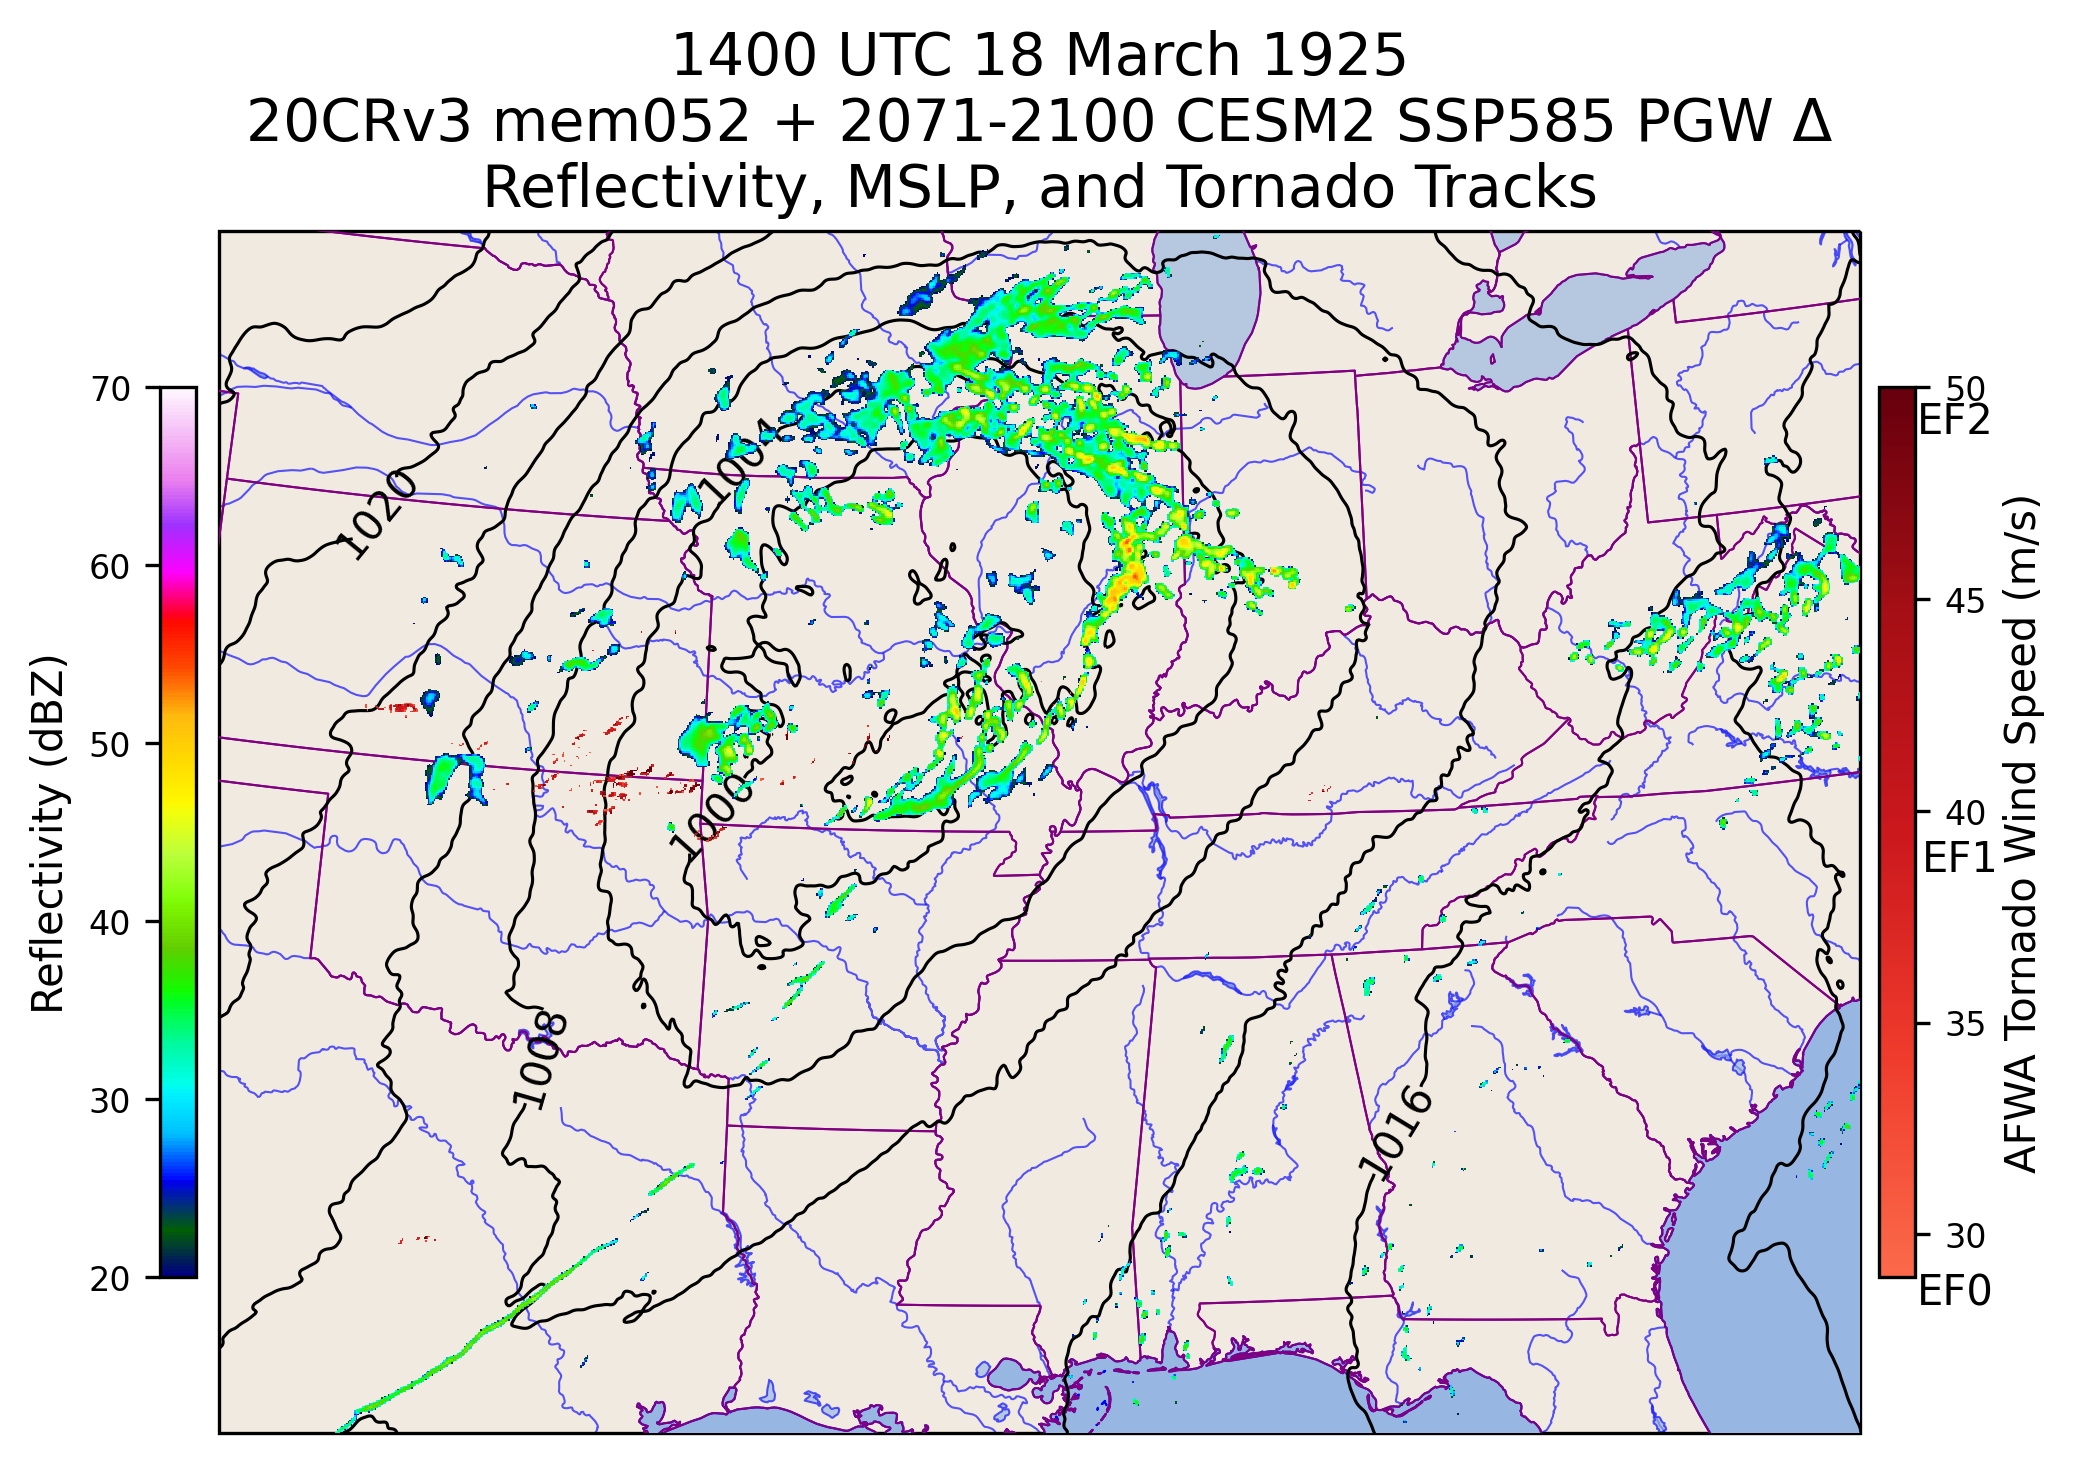 1400 UTC 18 March 1925
20CRv3 mem052 + 2071-2100 CESM2 SSP585 PGW Δ
Reflectivity, MSLP, and Tornado Tracks
70
60
50
40
30
20
Reflectivity (dBZ)
1020
1004
1000
1008
1016
50
EF2
45
40
EF1
35
30
EF0
AFWA Tornado Wind Speed (m/s)